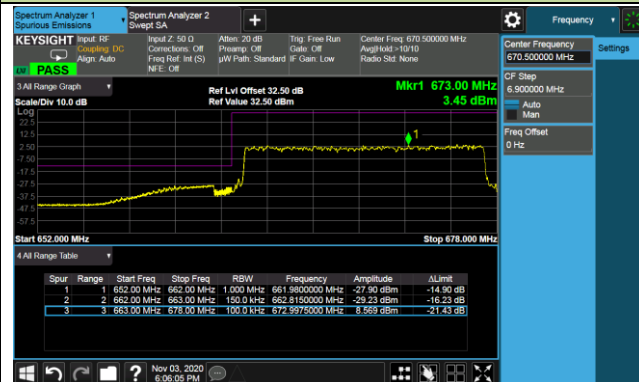 Spectrum Analyzer 1
Spurious Emissions
Spectrum Analyzer 2
Swept SA
Frequency
KEYSIGHT
Input: RF
Coupling: DC
Align: Auto
Input Z: 50 Ω
Corrections: Off
Freq Ref: Int (S)
NFE: Off
Atten: 20 dB
Preamp: Off
µW Path: Standard
Trig: Free Run
Gate: Off
IF Gain: Low
Center Freq: 670.500000 MHz
Avg|Hold:>10/10
Radio Std: None
PASS
Center Frequency
670.500000 MHz
Settings
CF Step
6.900000 MHz
Auto
Man
Freq Offset
0 Hz
3 All Range Graph
Scale/Div 10.0 dB
Ref Lvl Offset 32.50 dB
Ref Value 32.50 dBm
Mkr1 673.00 MHz
3.45 dBm
Log
22.5
12.5
2.50
-7.50
-17.5
-27.5
-37.5
-47.5
-57.5
1
Start 652.000 MHz
Stop 678.000 MHz
4 All Range Table
Spur Range Start Freq Stop Freq RBW Frequency Amplitude ΔLimit
1 1 652.00 MHz 662.00 MHz 1.000 MHz 661.9800000 MHz -27.90 dBm -14.90 dB
2 2 662.00 MHz 663.00 MHz 150.0 kHz 662.8150000 MHz -29.23 dBm -16.23 dB
3 3 663.00 MHz 678.00 MHz 100.0 kHz 672.9975000 MHz 8.569 dBm -21.43 dB
Nov 03, 2020
6:06:05 PM